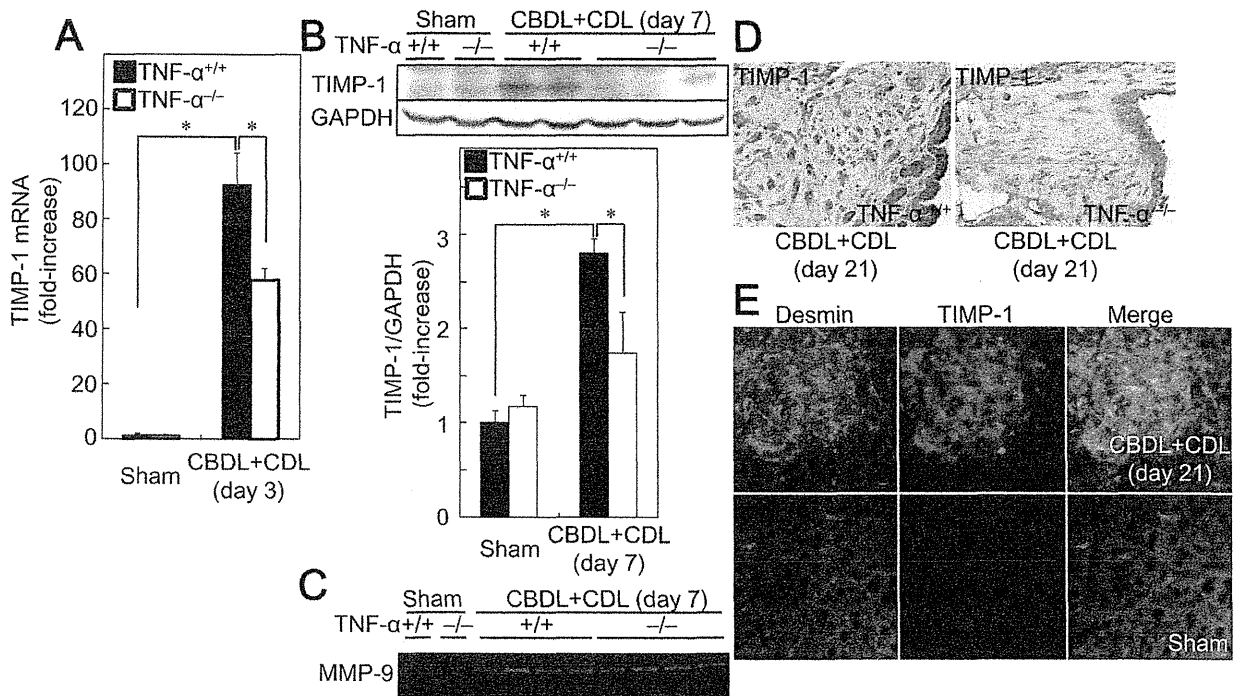 A
TNF-α+/+
TNF-α−/−
TIMP-1 mRNA
(fold-increase)
120
100
80
60
40
20
0
*
*
Sham
CBDL+CDL
(day 3)
B
Sham
CBDL+CDL (day 7)
TNF-α +/+ −/− +/+ −/−
TIMP-1
GAPDH
TNF-α+/+
TNF-α−/−
TIMP-1/GAPDH
(fold-increase)
3
2
1
0
*
*
Sham
CBDL+CDL
(day 7)
C
Sham
CBDL+CDL (day 7)
TNF-α+/+ −/− +/+ −/−
MMP-9
D
TIMP-1
TNF-α+/+
CBDL+CDL
(day 21)
TIMP-1
TNF-α−/−
CBDL+CDL
(day 21)
E
Desmin
TIMP-1
Merge
CBDL+CDL
(day 21)
Sham